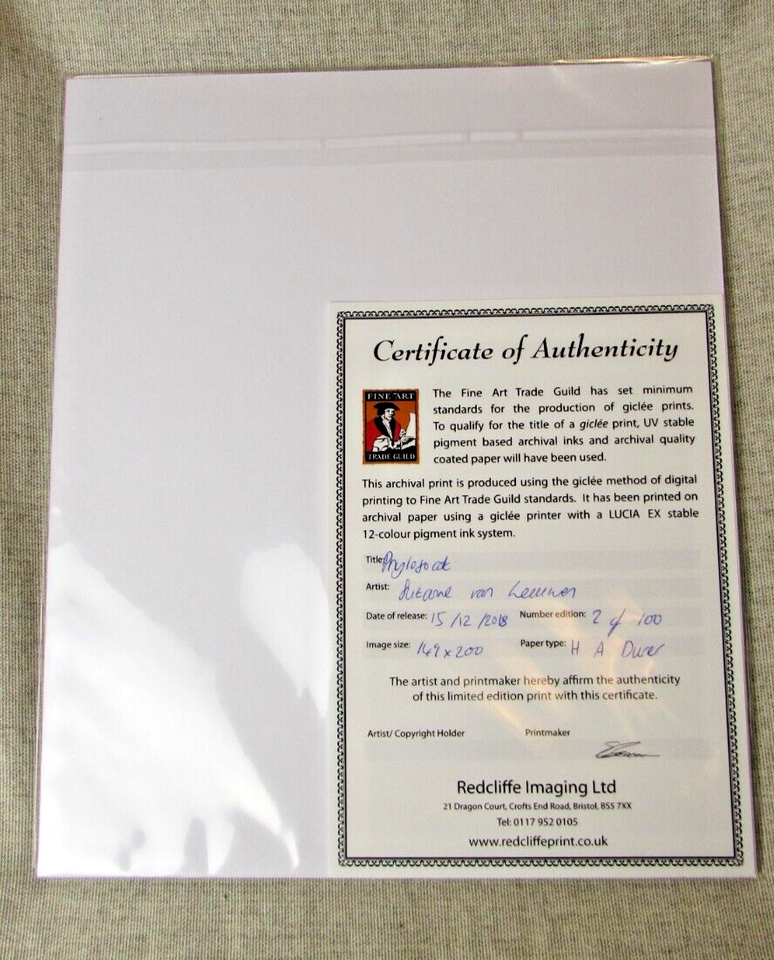 Certificate of Authenticity
FINE ART
TRADE GUILD
The Fine Art Trade Guild has set minimum
standards for the production of giclée prints.
To qualify for the title of a giclée print, UV stable
pigment based archival inks and archival quality
coated paper will have been used.
This archival print is produced using the giclée method of digital
printing to Fine Art Trade Guild standards. It has been printed on
archival paper using a giclée printer with a LUCIA EX stable
12-colour pigment ink system.
Title:
Artist: van Leeuwen
Date of release: 15/12/2018 Number edition: 2 of 100
Image size: 149x200 Paper type: H A Durer
The artist and printmaker hereby affirm the authenticity
of this limited edition print with this certificate.
Artist/ Copyright Holder Printmaker
Redcliffe Imaging Ltd
21 Dragon Court, Crofts End Road, Bristol, BS5 7XX
Tel: 0117 952 0105
www.redcliffeprint.co.uk